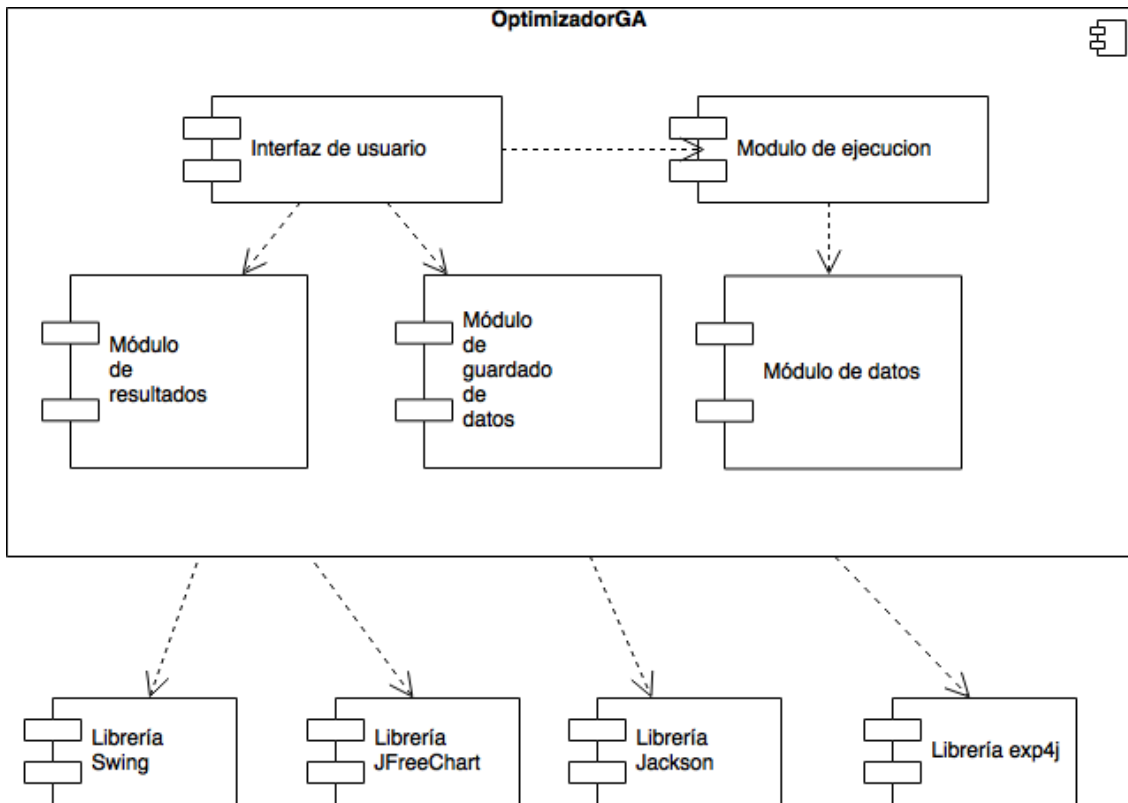 OptimizadorGA
Interfaz de usuario
Modulo de ejecucion
Módulo
de
resultados
Módulo
de
guardado
de
datos
Módulo de datos
Librería
Swing
Librería
JFreeChart
Librería
Jackson
Librería exp4j